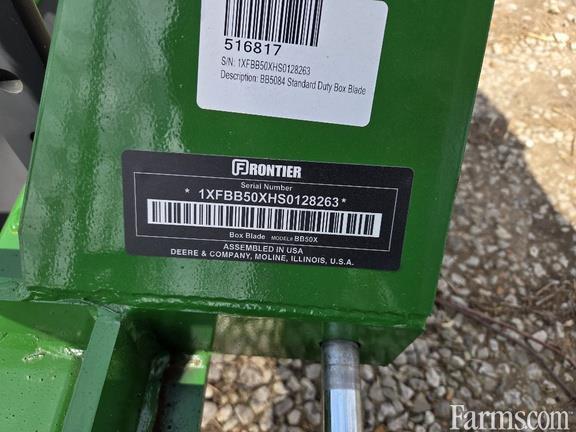 516817
S/N: 1XFBB50XHS0128263
Description: BB5084 Standard Duty Box Blade
FRONTIER
Serial Number
* 1XFBB50XHS0128263 *
Box Blade MODEL# BB50X
ASSEMBLED IN USA
DEERE & COMPANY, MOLINE, ILLINOIS, U.S.A.
Farms.com